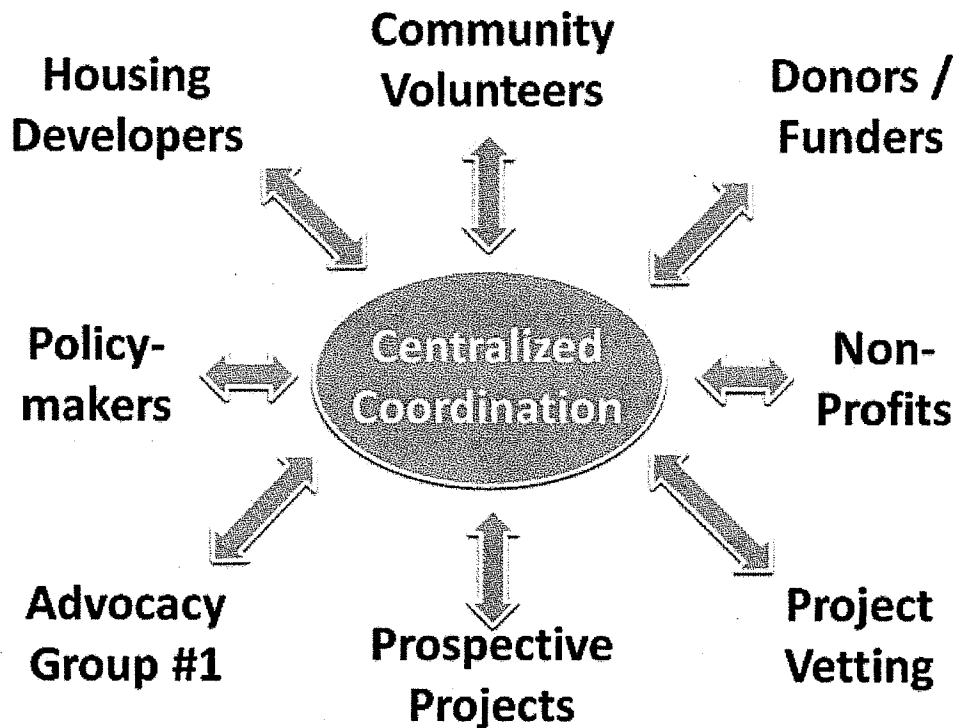 Community
Volunteers
Housing
Developers
Donors /
Funders
Policy-
makers
Centralized
Coordination
Non-
Profits
Advocacy
Group #1
Prospective
Projects
Project
Vetting